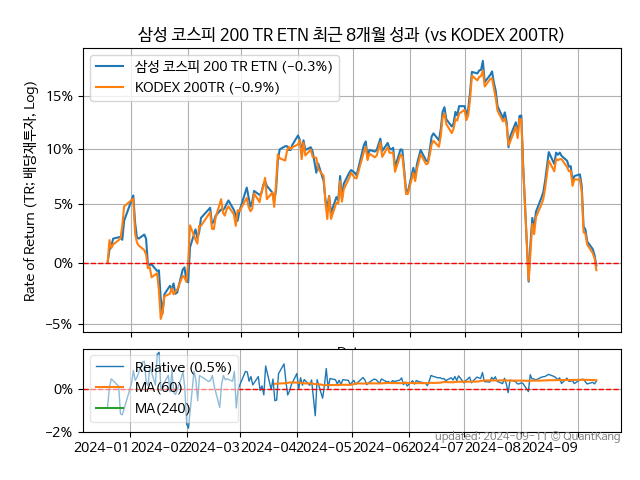 삼성 코스피 200 TR ETN 최근 8개월 성과 (vs KODEX 200TR)
Rate of Return (TR: 배당재투자, Log)
삼성 코스피 200 TR ETN (−0.3%)
KODEX 200TR (−0.9%)
15%
10%
5%
0%
−5%
Relative (0.5%)
MA(60)
MA(240)
0%
−2%
2024-01
2024-02
2024-03
2024-04
2024-05
2024-06
2024-07
2024-08
2024-09
updated: 2024-09-11 © QuantKang